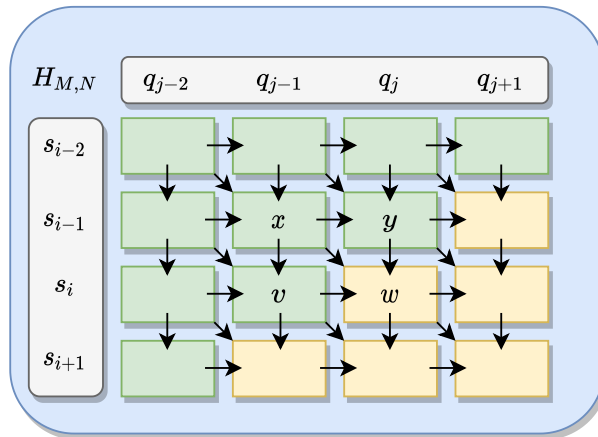 H_{M,N} q_{j-2} q_{j-1} q_j q_{j+1}
s_{i-2}
s_{i-1} x y
s_i v w
s_{i+1}